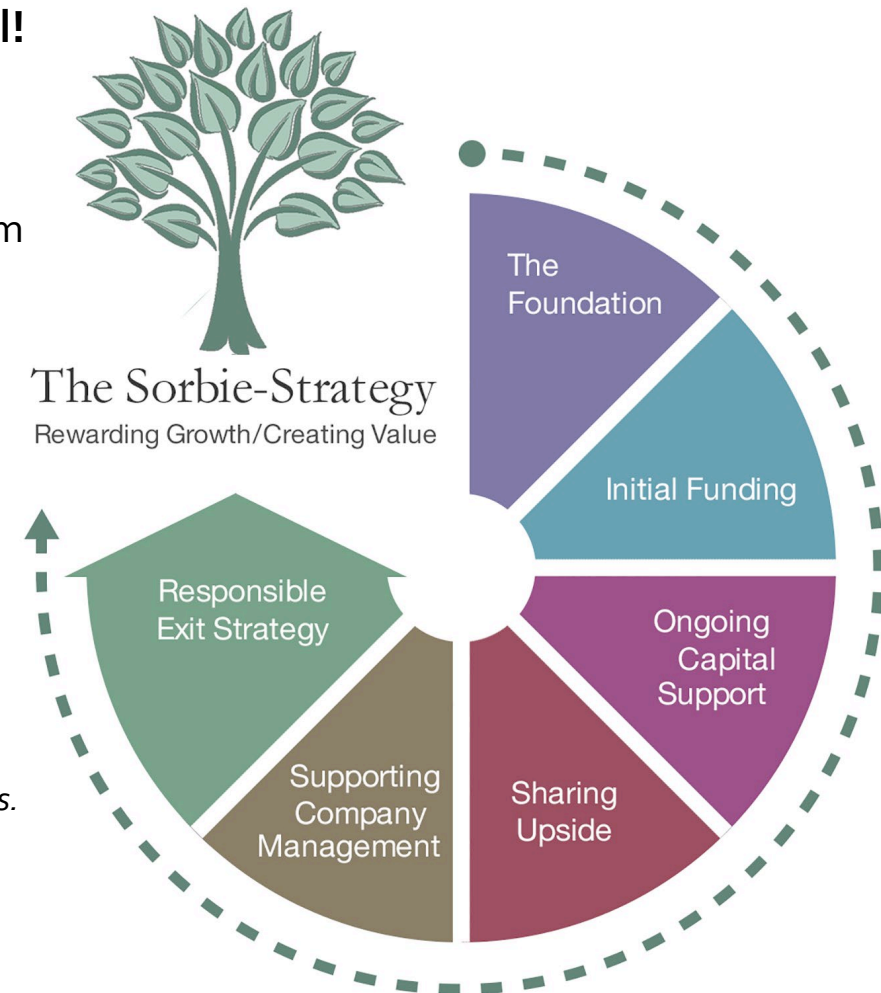 l!
m
The Sorbie-Strategy
Rewarding Growth/Creating Value
The
Foundation
Initial Funding
Ongoing
Capital
Support
Sharing
Upside
Supporting
Company
Management
Responsible
Exit Strategy
s.